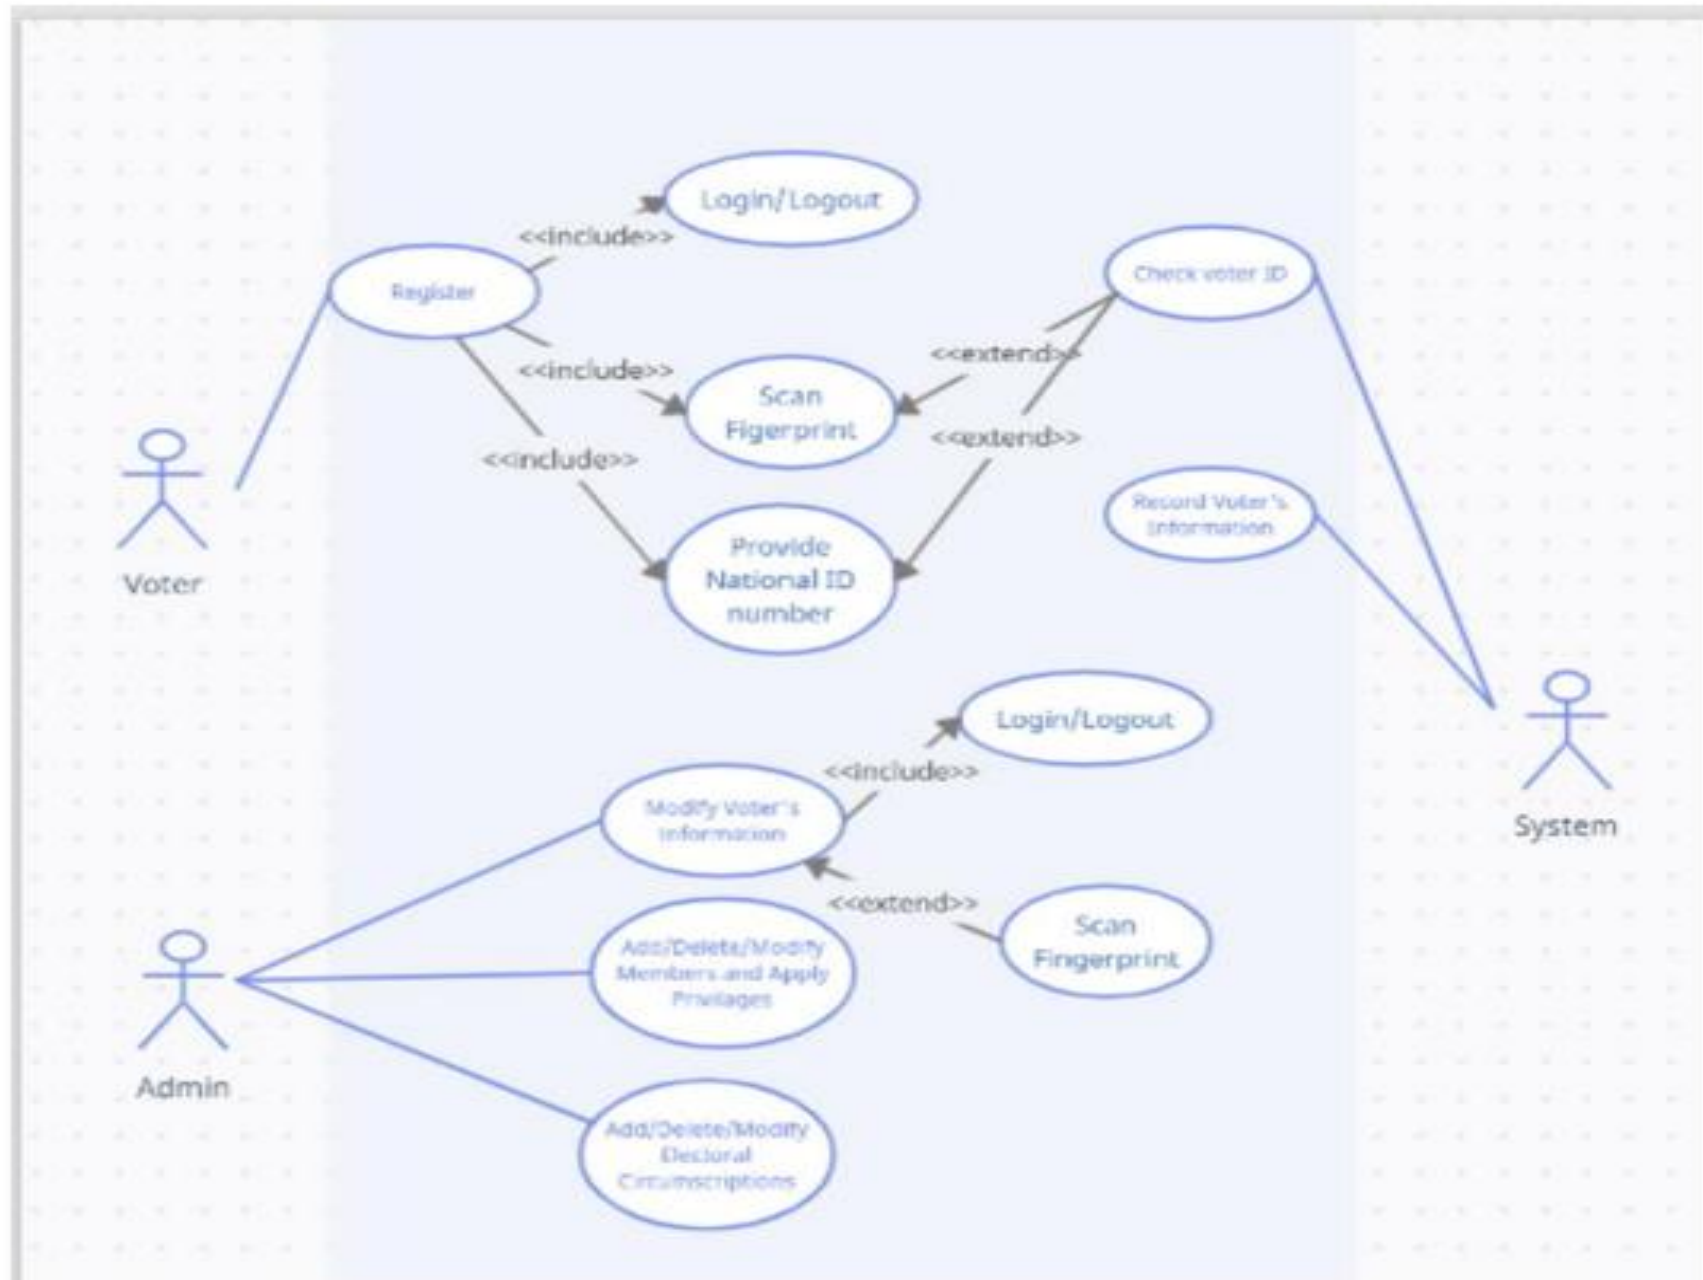 Login/Logout
<<include>>
Register
Check voter ID
<<extend>>
<<include>>
Scan
Figerprint
<<extend>>
<<include>>
Record Voter's
Information
Provide
National ID
number
Voter
Login/Logout
<<include>>
Modify Voter's
Information
System
<<extend>>
Scan
Fingerprint
Add/Delete/Modify
Members and Apply
Privilages
Admin
Add/Delete/Modify
Electoral
Circumscriptions